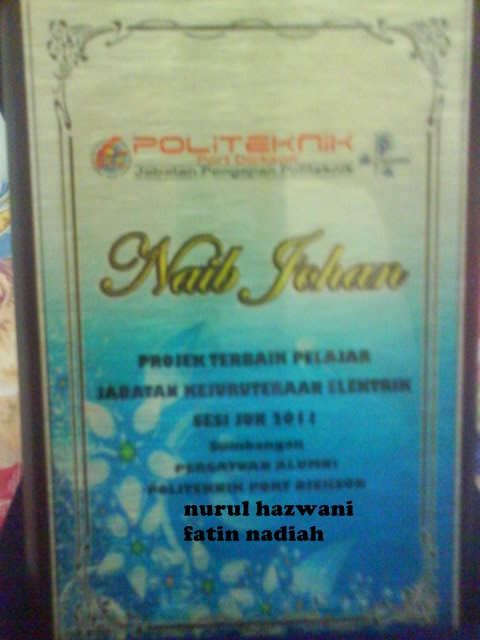 POLITEKNIK
Port Dickson
Jabatan Pengajian Politeknik
Naib Johan
PROJEK TERBAIK PELAJAR
JABATAN KEJURUTERAAN ELEKTRIK
SESI JUN 2011
Sumbangan
PERSATUAN ALUMNI
POLITEKNIK PORT DICKSON
nurul hazwani
fatin nadiah